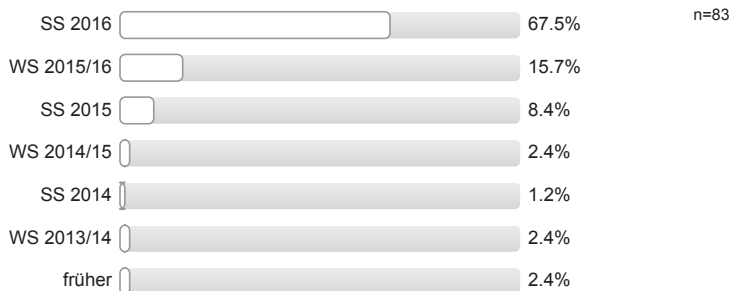 SS 2016 67.5% n=83
WS 2015/16 15.7%
SS 2015 8.4%
WS 2014/15 2.4%
SS 2014 1.2%
WS 2013/14 2.4%
früher 2.4%